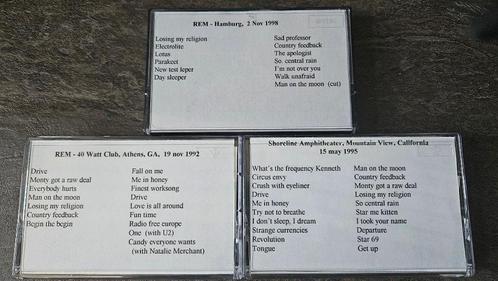 REM - Hamburg, 2 Nov 1998
Losing my religion
Electrolite
Lotus
Parakeet
New test leper
Day sleeper
Sad professor
Country feedback
The apologist
So. central rain
I'm not over you
Walk unafraid
Man on the moon (cut)
REM - 40 Watt Club, Athens, GA, 19 nov 1992
Drive
Monty got a raw deal
Everybody hurts
Man on the moon
Losing my religion
Country feedback
Begin the begin
Fall on me
Me in honey
Finest worksong
Drive
Love is all around
Fun time
Radio free europe
One (with U2)
Candy everyone wants
(with Natalie Merchant)
Shoreline Amphitheater, Mountain View, California
15 may 1995
What's the frequency Kenneth
Circus envy
Crush with eyeliner
Drive
Me in honey
Try not to breathe
I don't sleep, I dream
Strange currencies
Revolution
Tongue
Man on the moon
Country feedback
Monty got a raw deal
Losing my religion
So central rain
Star me kitten
I took your name
Departure
Star 69
Get up